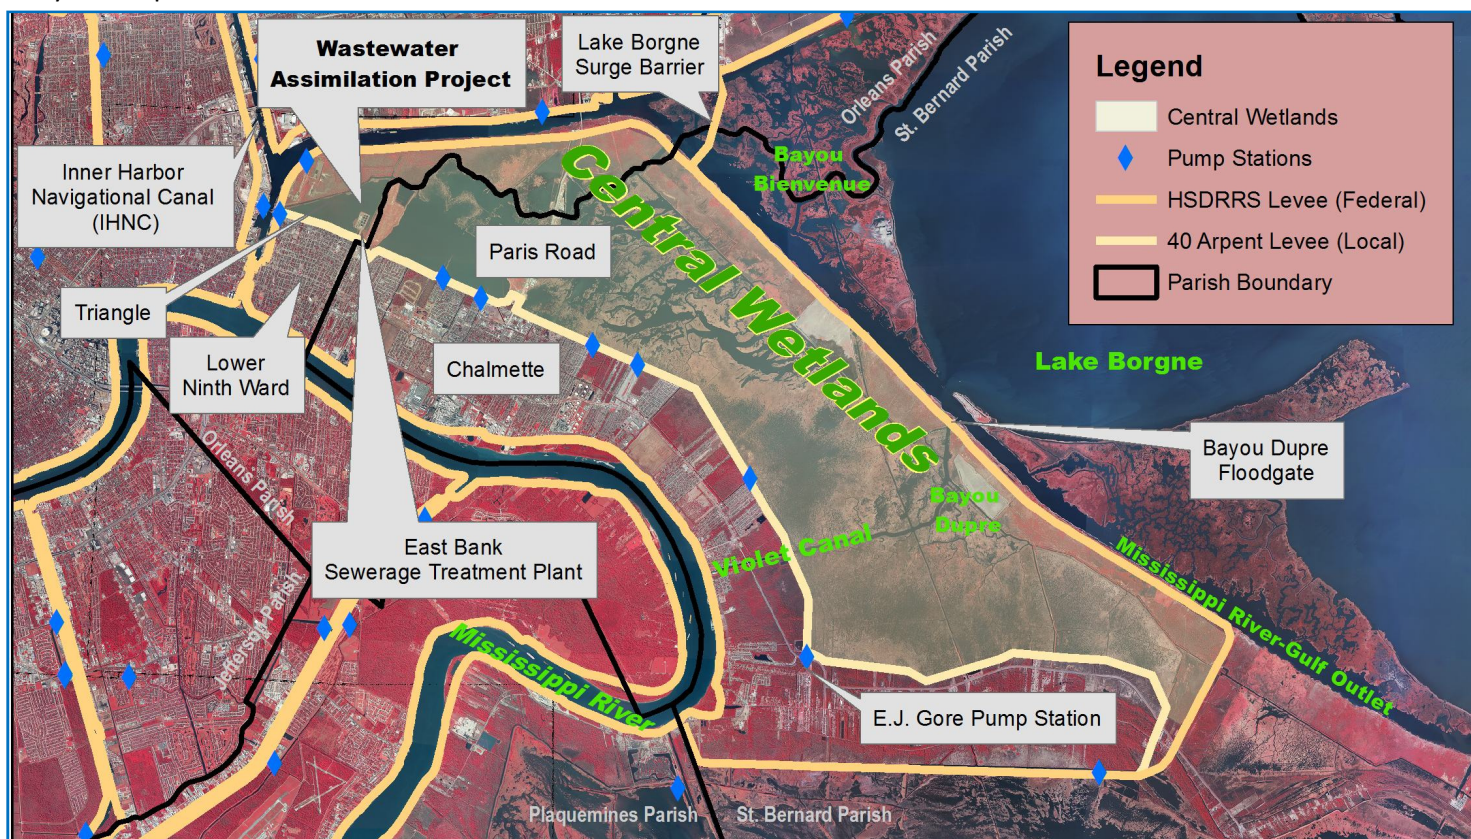 Wastewater
Assimilation Project
Lake Borgne
Surge Barrier
Orleans Parish
St. Bernard Parish
Legend
Central Wetlands
Pump Stations
HSDRRS Levee (Federal)
40 Arpent Levee (Local)
Parish Boundary
Inner Harbor
Navigational Canal
(IHNC)
Bayou
Bienvenue
Central Wetlands
Paris Road
Triangle
Lower
Ninth Ward
Chalmette
Lake Borgne
Bayou Dupre
Floodgate
Orleans Parish
Jefferson Parish
East Bank
Sewerage Treatment Plant
Bayou
Dupre
Violet Canal
Mississippi River-Gulf Outlet
Mississippi River
E.J. Gore Pump Station
Plaquemines Parish
St. Bernard Parish